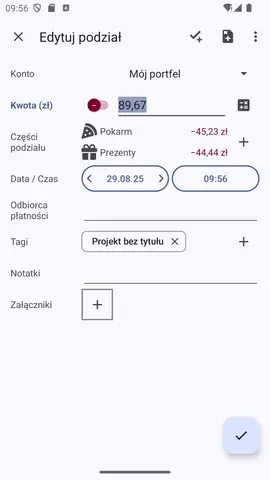 09:56
Edytuj podział
Konto
Mój portfel
Kwota (zł)
89,67
Części podziału
Pokarm
−45,23 zł
Prezenty
−44,44 zł
Data / Czas
29.08.25
09:56
Odbiorca płatności
Tagi
Projekt bez tytułu
Notatki
Załączniki